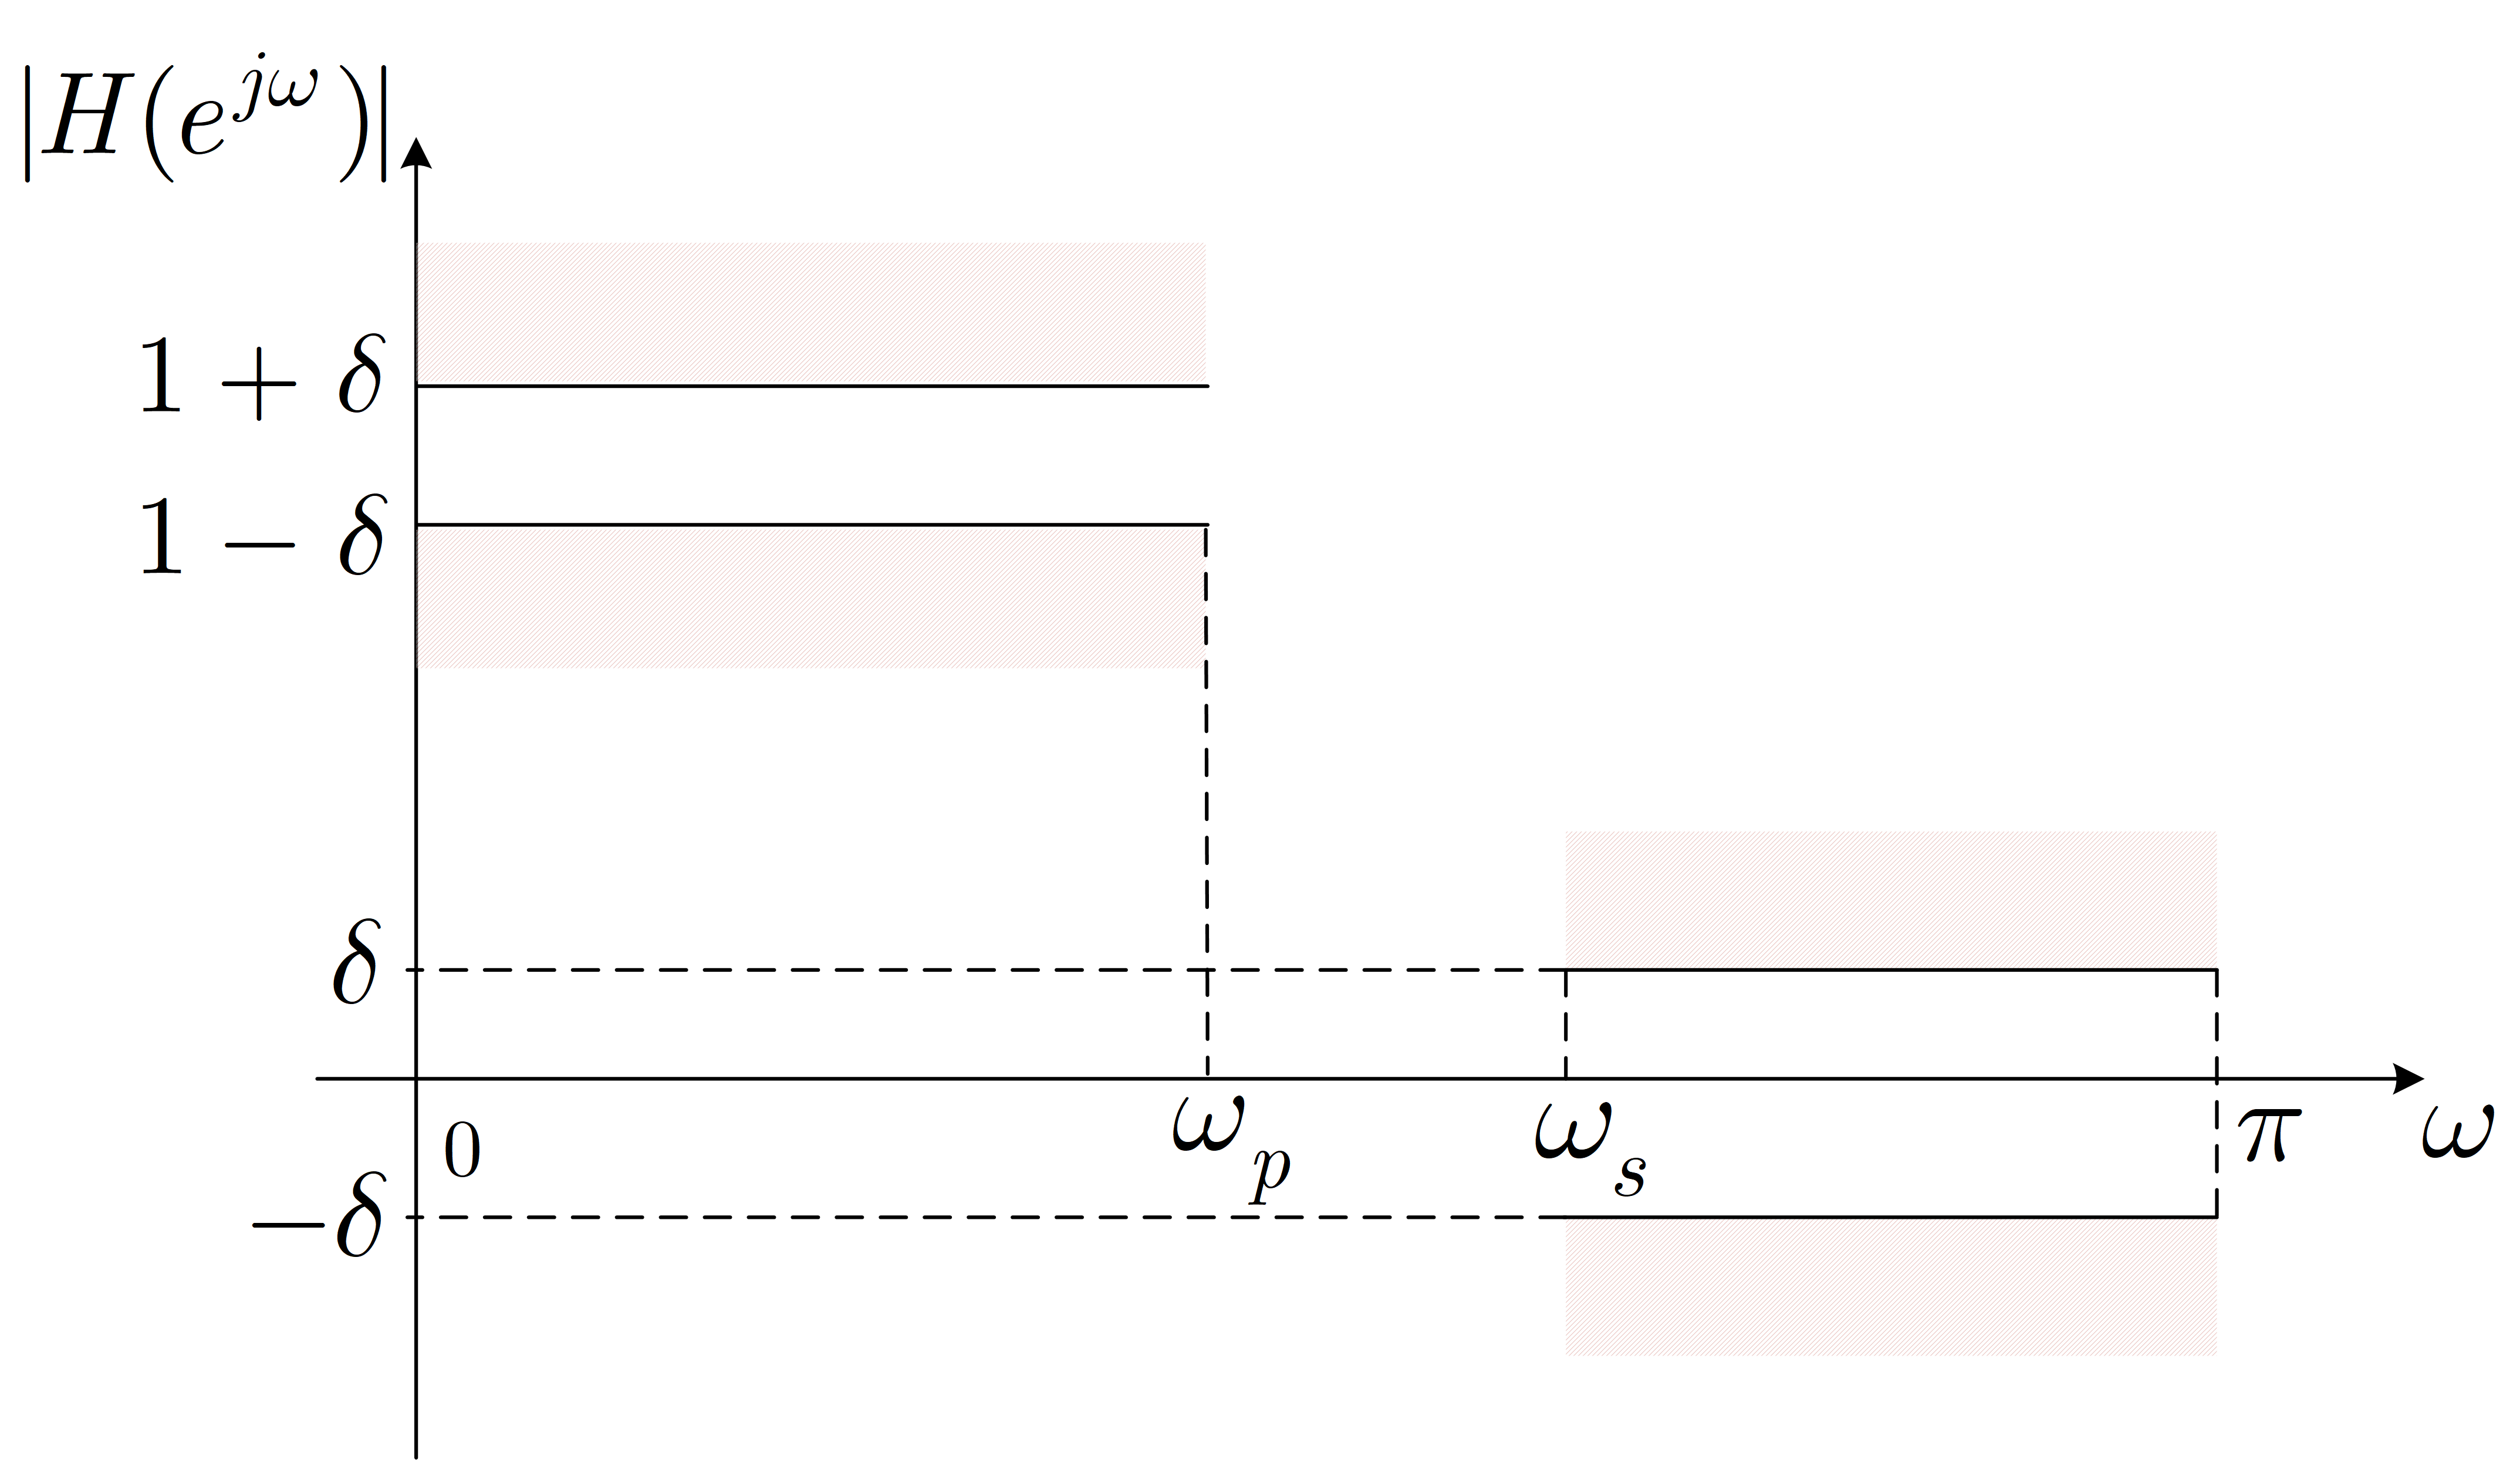 |H(e^{jω})|
1 + δ
1 − δ
δ
0
ω_p
ω_s
π
ω
−δ